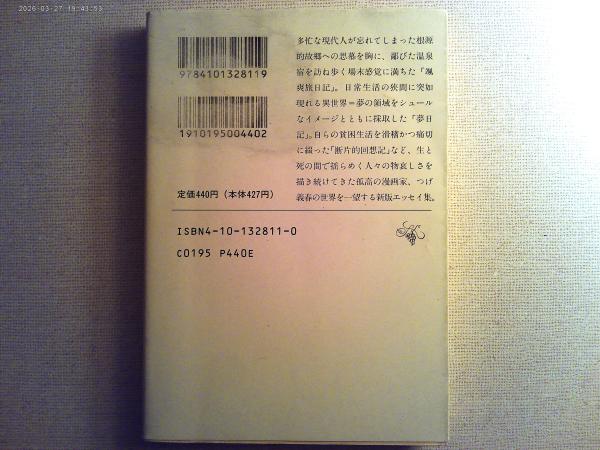 2026-03-27 19:43:53
9784101328119
1910195004402
定価440円(本体427円)
ISBN4-10-132811-0
C0195 P440E
多忙な現代人が忘れてしまった根源
的故郷への思慕を胸に、鄙びた温泉
宿を訪ね歩く場末感覚に満ちた「颯
爽旅日記」。日常生活の狭間に突如
現れる異世界=夢の領域をシュール
なイメージとともに採取した「夢日
記」。自らの貧困生活を滑稽かつ痛切
に綴った「断片的回想記」など、生と
死の間で揺らめく人々の物哀しさを
描き続けてきた孤高の漫画家、つげ
義春の世界を一望する新版エッセイ集。